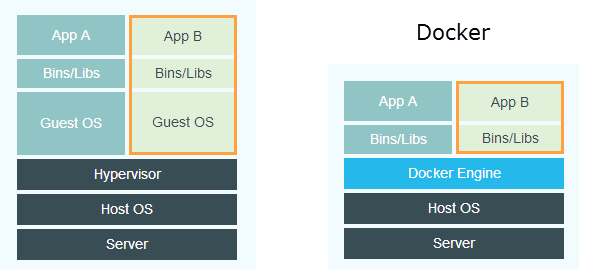 App A
App B
Bins/Libs
Bins/Libs
Guest OS
Guest OS
Hypervisor
Host OS
Server
Docker
App A
App B
Bins/Libs
Bins/Libs
Docker Engine
Host OS
Server